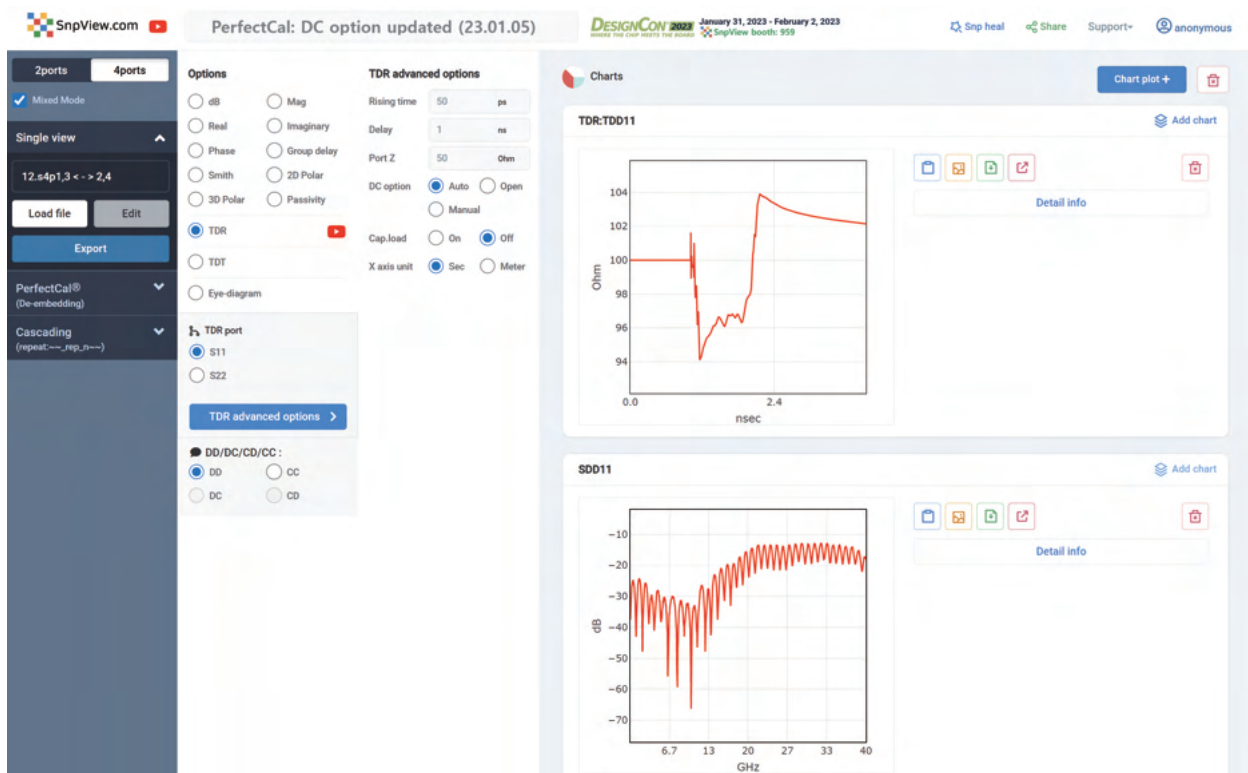 SnpView.com
PerfectCal: DC option updated (23.01.05)
DESIGNCON 2023
WHERE THE CHIP MEETS THE BOARD
January 31, 2023 - February 2, 2023
SnpView booth: 959
Snp heal
Share
Support
anonymous
2ports
4ports
Mixed Mode
Single view
12.s4p1,3 < - > 2,4
Load file
Edit
Export
PerfectCal®
(De-embedding)
Cascading
(repeat:~~_rep_n~~)
Options
dB
Mag
Real
Imaginary
Phase
Group delay
Smith
2D Polar
3D Polar
Passivity
TDR
TDT
Eye-diagram
TDR port
S11
S22
TDR advanced options
DD/DC/CD/CC :
DD
CC
DC
CD
TDR advanced options
Rising time 50 ps
Delay 1 ns
Port Z 50 Ohm
DC option Auto Open
Manual
Cap.load On Off
X axis unit Sec Meter
Charts
Chart plot +
TDR:TDD11
Add chart
Detail info
104
102
100
98
96
94
Ohm
0.0 2.4
nsec
SDD11
Add chart
Detail info
−10
−20
−30
−40
−50
−60
−70
dB
6.7 13 20 27 33 40
GHz